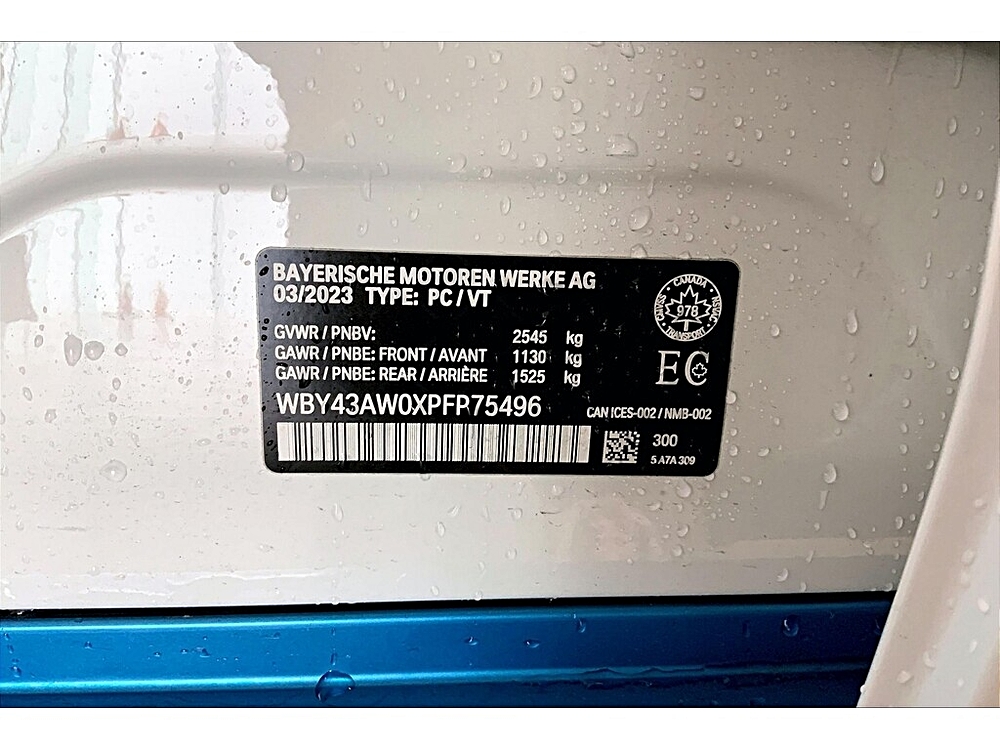 BAYERISCHE MOTOREN WERKE AG
03/2023 TYPE: PC / VT
GVWR / PNBV: 2545 kg
GAWR / PNBE: FRONT / AVANT 1130 kg
GAWR / PNBE: REAR / ARRIÈRE 1525 kg
WBY43AW0XPFP75496
CANADA
NSVAC
TRANSPORT
CMVSS
978
EC
CAN ICES-002 / NMB-002
300
5 A7A 309